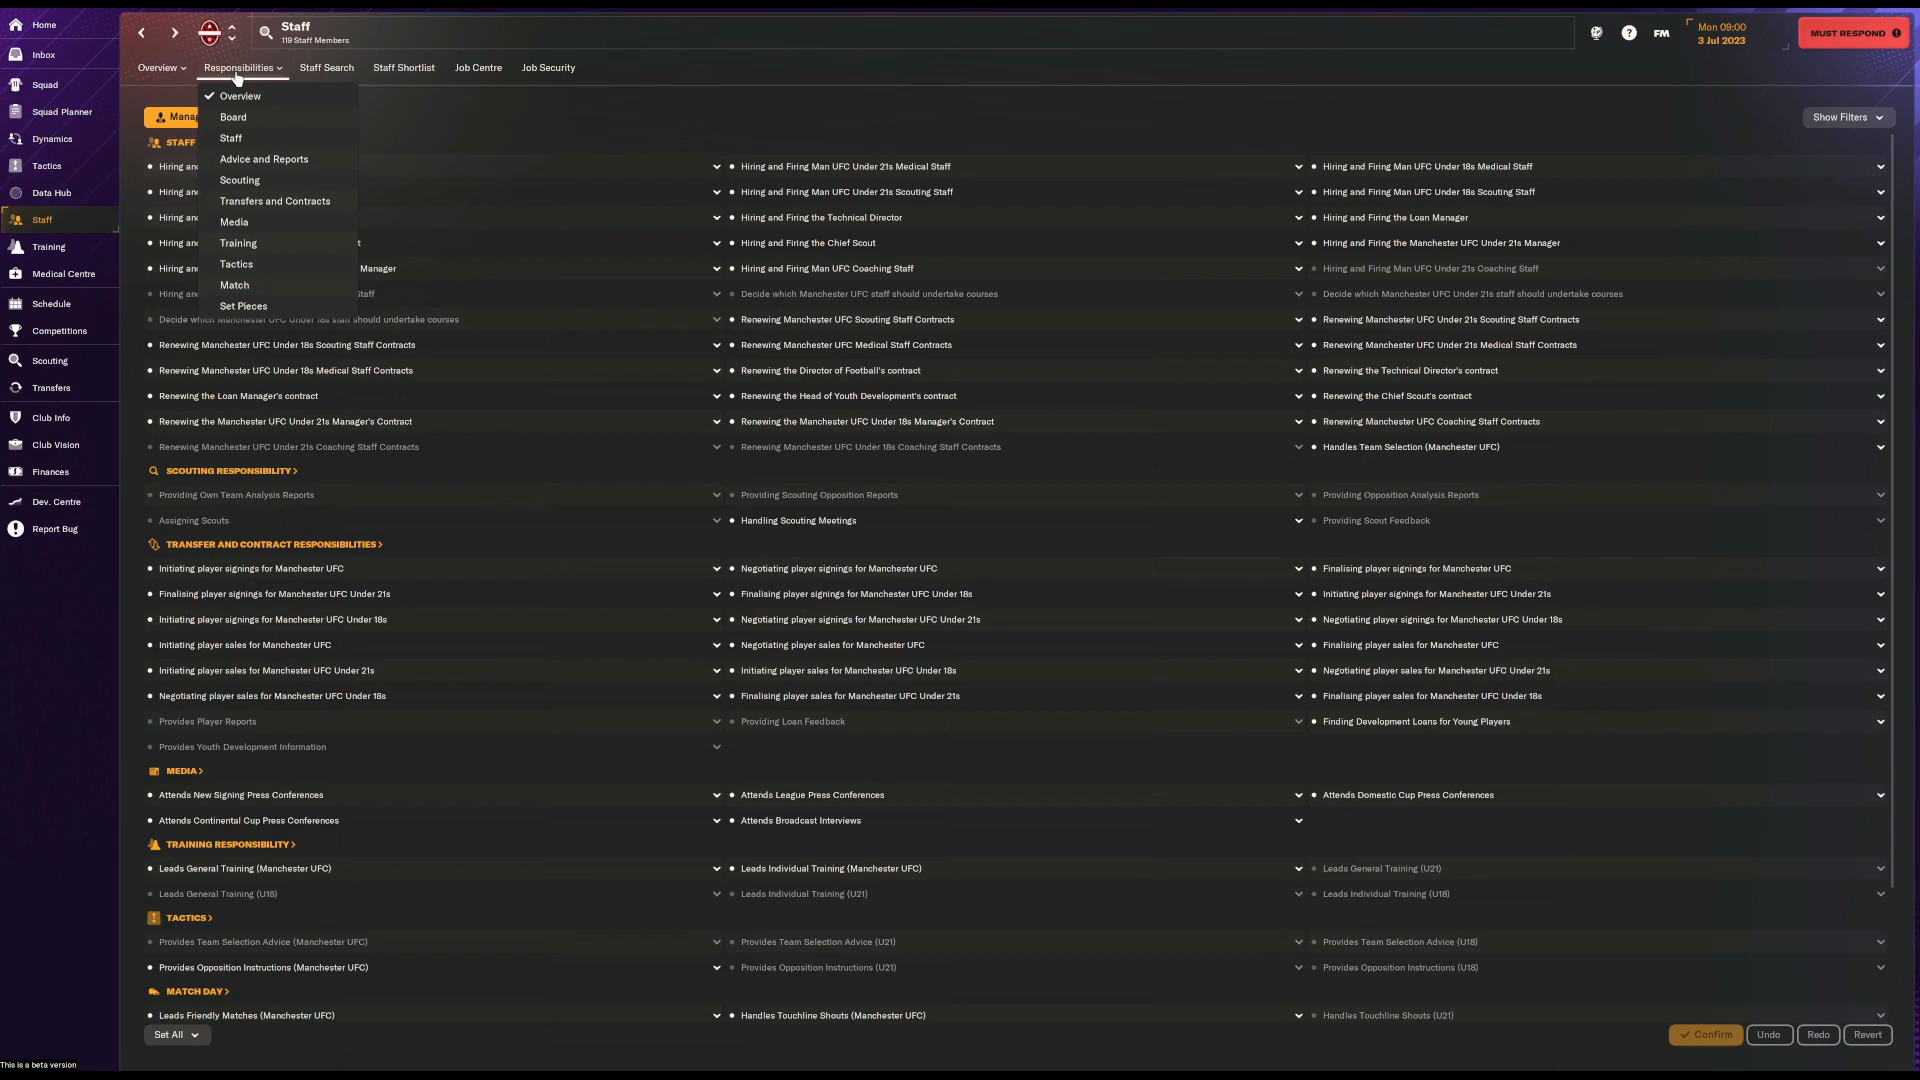 Home
Inbox
Squad
Squad Planner
Dynamics
Tactics
Data Hub
Staff
Training
Medical Centre
Schedule
Competitions
Scouting
Transfers
Club Info
Club Vision
Finances
Dev. Centre
Report Bug
This is a beta version
Staff
119 Staff Members
FM
Mon 09:00
3 Jul 2023
MUST RESPOND
Overview Responsibilities Staff Search Staff Shortlist Job Centre Job Security
Overview
Board
Staff
Advice and Reports
Scouting
Transfers and Contracts
Media
Training
Tactics
Match
Set Pieces
Show Filters
STAFF
Hiring and Firing Man UFC Under 21s Medical Staff Hiring and Firing Man UFC Under 18s Medical Staff
Hiring and Firing Man UFC Under 21s Scouting Staff Hiring and Firing Man UFC Under 18s Scouting Staff
Hiring and Firing the Technical Director Hiring and Firing the Loan Manager
Hiring and Firing the Chief Scout Hiring and Firing the Manchester UFC Under 21s Manager
Manager Hiring and Firing Man UFC Coaching Staff Hiring and Firing Man UFC Under 21s Coaching Staff
Decide which Manchester UFC staff should undertake courses Decide which Manchester UFC Under 21s staff should undertake courses
Decide which Manchester UFC Under 18s staff should undertake courses Renewing Manchester UFC Scouting Staff Contracts Renewing Manchester UFC Under 21s Scouting Staff Contracts
Renewing Manchester UFC Under 18s Scouting Staff Contracts Renewing Manchester UFC Medical Staff Contracts Renewing Manchester UFC Under 21s Medical Staff Contracts
Renewing Manchester UFC Under 18s Medical Staff Contracts Renewing the Director of Football's contract Renewing the Technical Director's contract
Renewing the Loan Manager's contract Renewing the Head of Youth Development's contract Renewing the Chief Scout's contract
Renewing the Manchester UFC Under 21s Manager's Contract Renewing the Manchester UFC Under 18s Manager's Contract Renewing Manchester UFC Coaching Staff Contracts
Renewing Manchester UFC Under 21s Coaching Staff Contracts Renewing Manchester UFC Under 18s Coaching Staff Contracts Handles Team Selection (Manchester UFC)
SCOUTING RESPONSIBILITY >
Providing Own Team Analysis Reports Providing Scouting Opposition Reports Providing Opposition Analysis Reports
Assigning Scouts Handling Scouting Meetings Providing Scout Feedback
TRANSFER AND CONTRACT RESPONSIBILITIES >
Initiating player signings for Manchester UFC Negotiating player signings for Manchester UFC Finalising player signings for Manchester UFC
Finalising player signings for Manchester UFC Under 21s Finalising player signings for Manchester UFC Under 18s Initiating player signings for Manchester UFC Under 21s
Initiating player signings for Manchester UFC Under 18s Negotiating player signings for Manchester UFC Under 21s Negotiating player signings for Manchester UFC Under 18s
Initiating player sales for Manchester UFC Negotiating player sales for Manchester UFC Finalising player sales for Manchester UFC
Initiating player sales for Manchester UFC Under 21s Initiating player sales for Manchester UFC Under 18s Negotiating player sales for Manchester UFC Under 21s
Negotiating player sales for Manchester UFC Under 18s Finalising player sales for Manchester UFC Under 21s Finalising player sales for Manchester UFC Under 18s
Provides Player Reports Providing Loan Feedback Finding Development Loans for Young Players
Provides Youth Development Information
MEDIA >
Attends New Signing Press Conferences Attends League Press Conferences Attends Domestic Cup Press Conferences
Attends Continental Cup Press Conferences Attends Broadcast Interviews
TRAINING RESPONSIBILITY >
Leads General Training (Manchester UFC) Leads Individual Training (Manchester UFC) Leads General Training (U21)
Leads General Training (U18) Leads Individual Training (U21) Leads Individual Training (U18)
TACTICS >
Provides Team Selection Advice (Manchester UFC) Provides Team Selection Advice (U21) Provides Team Selection Advice (U18)
Provides Opposition Instructions (Manchester UFC) Provides Opposition Instructions (U21) Provides Opposition Instructions (U18)
MATCH DAY >
Leads Friendly Matches (Manchester UFC) Handles Touchline Shouts (Manchester UFC) Handles Touchline Shouts (U21)
Set All Confirm Undo Redo Revert